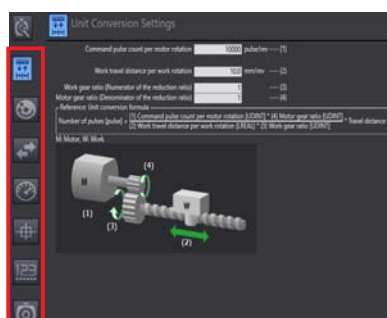 Unit Conversion Settings
Command pulse count per motor rotation 10000 pulse/rev ---- (1)
Work travel distance per work rotation 10.0 mm/rev ---- (2)
Work gear ratio (Numerator of the reduction ratio) 1 ---- (3)
Motor gear ratio (Denominator of the reduction ratio) 1 ---- (4)
Reference: Unit conversion formula
Number of pulses [pulse] = (1) Command pulse count per motor rotation [UDINT] * (4) Motor gear ratio [UDINT]
(2) Work travel distance per work rotation [LREAL] * (3) Work gear ratio [UDINT] * Travel distance
M: Motor, W: Work
(4)
M
W
(1)
(3)
(2)
123